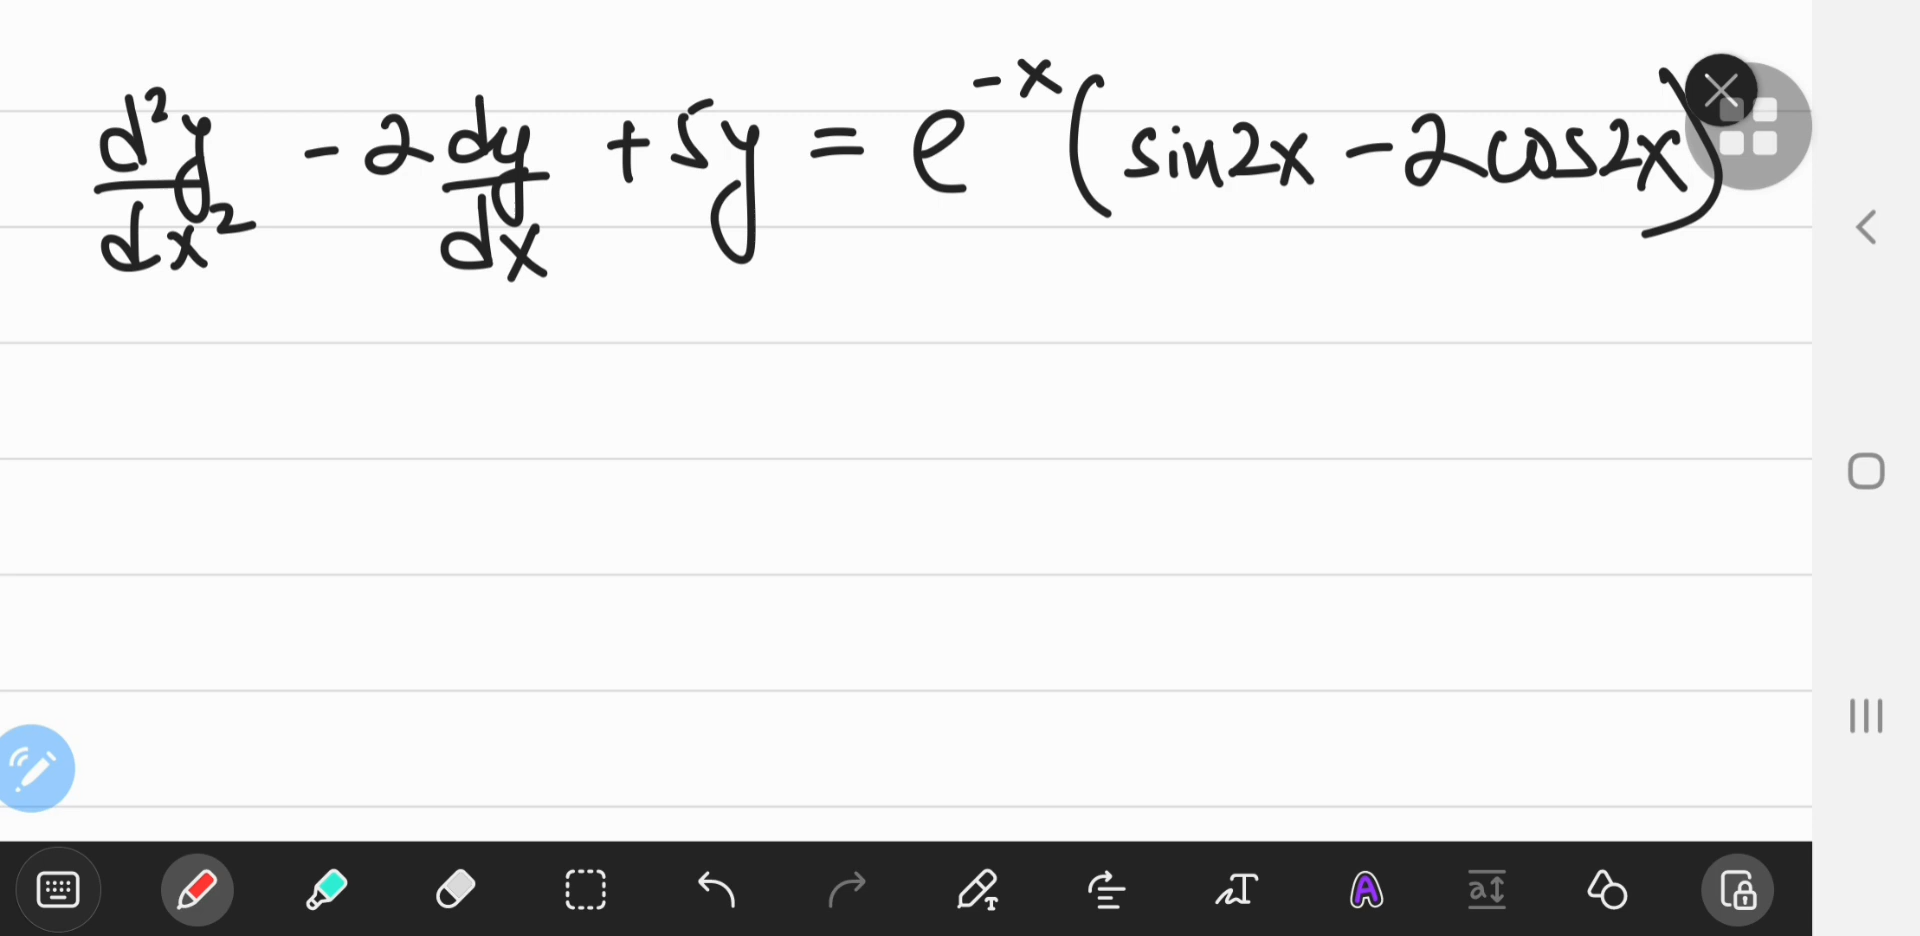 d²y/dx² - 2 dy/dx + 5y = e^-x (sin2x - 2cos2x)